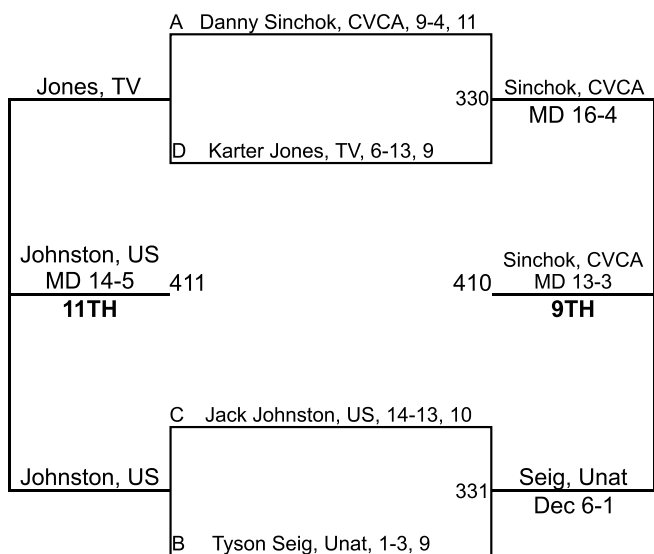 A Danny Sinchok, CVCA, 9-4, 11
Jones, TV
330
Sinchok, CVCA
MD 16-4
D Karter Jones, TV, 6-13, 9
Johnston, US
MD 14-5
11TH
411
410
Sinchok, CVCA
MD 13-3
9TH
C Jack Johnston, US, 14-13, 10
Johnston, US
331
Seig, Unat
Dec 6-1
B Tyson Seig, Unat, 1-3, 9